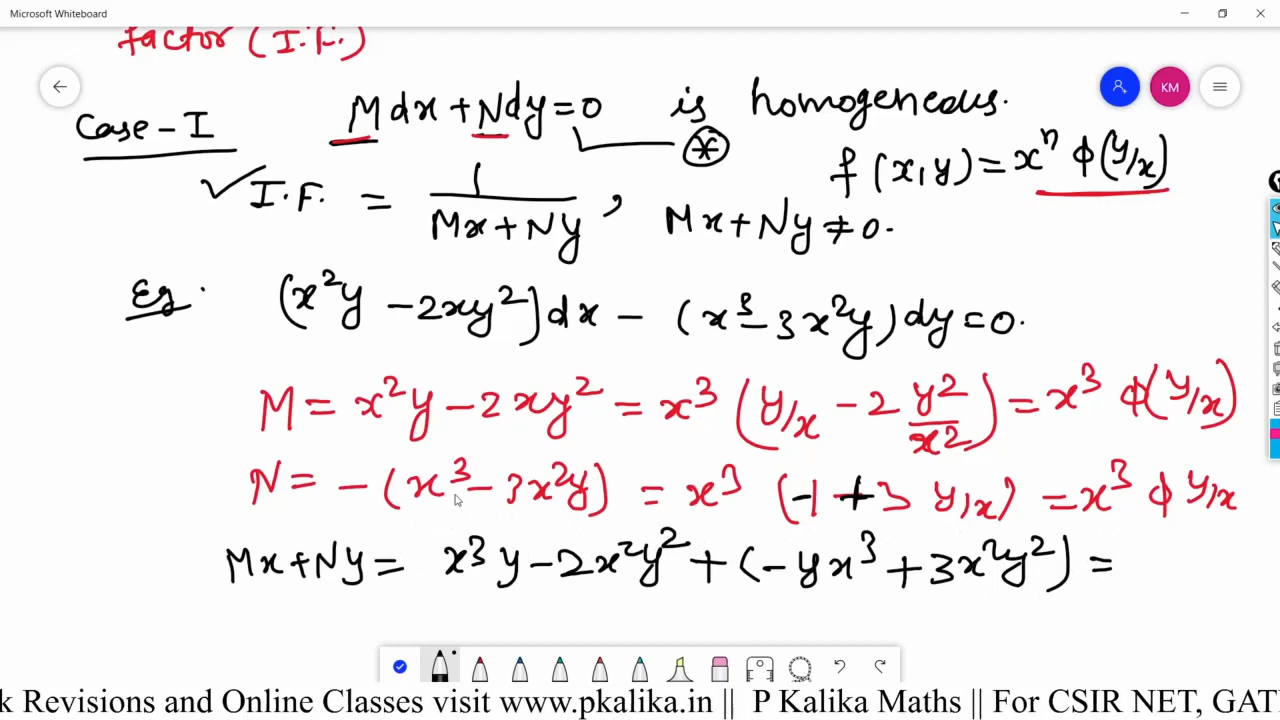 Microsoft Whiteboard
factor (I.F.)
KM
Case-I Mdx + Ndy = 0 is homogeneous.
⊛
f(x,y) = xⁿ ϕ(y/x)
✓ I.F. = 1/(Mx + Ny), Mx + Ny ≠ 0.
Eg. (x²y - 2xy²)dx - (x³ - 3x²y)dy = 0.
M = x²y - 2xy² = x³ (y/x - 2 y²/x²) = x³ ϕ(y/x)
N = -(x³ - 3x²y) = x³ (-1 + 3 y/x) = x³ ϕ y/x
Mx + Ny = x³y - 2x²y² + (-yx³ + 3x²y²) =
k Revisions and Online Classes visit www.pkalika.in || P Kalika Maths || For CSIR NET, GAT